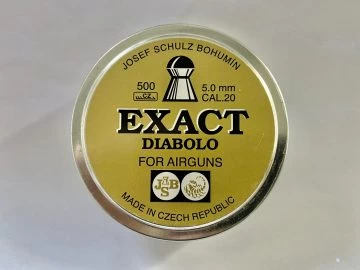 JOSEF SCHULZ BOHUMÍN
500
5.0 mm
CAL.20
EXACT
DIABOLO
FOR AIRGUNS
JSB
MADE IN CZECH REPUBLIC